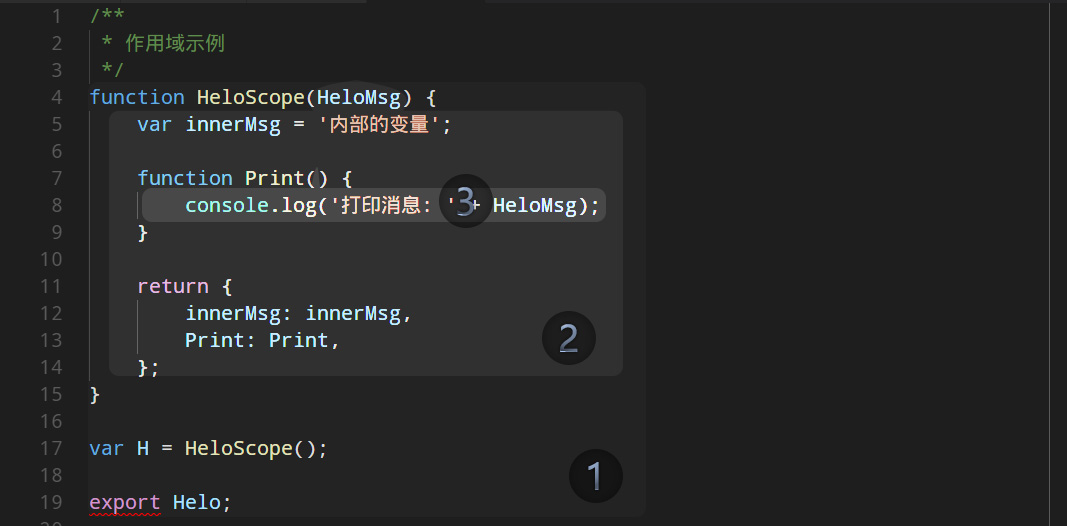 1 /**
2 * 作用域示例
3 */
4 function HeloScope(HeloMsg) {
5 var innerMsg = '内部的变量';
6
7 function Print() {
8 console.log('打印消息: ' + HeloMsg);
3
9 }
10
11 return {
12 innerMsg: innerMsg,
13 Print: Print,
2
14 };
15 }
16
17 var H = HeloScope();
18
1
19 export Helo;